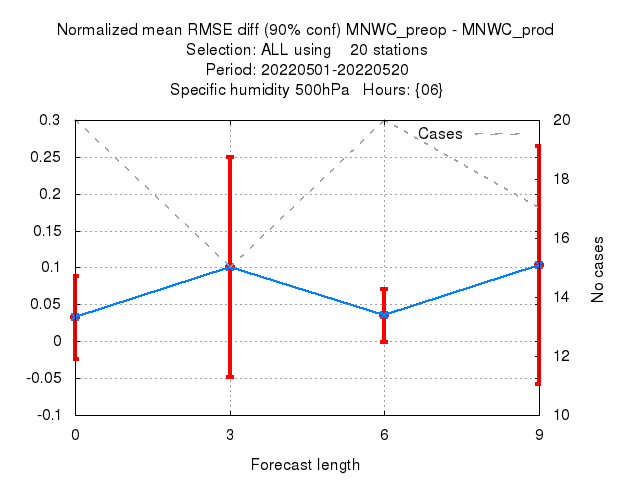 Normalized mean RMSE diff (90% conf) MNWC_preop - MNWC_prod
Selection: ALL using    20 stations
Period: 20220501-20220520
Specific humidity 500hPa   Hours: {06}
0.3
0.25
0.2
0.15
0.1
0.05
0
-0.05
-0.1
Cases
20
18
16
14
12
10
No cases
0 3 6 9
Forecast length